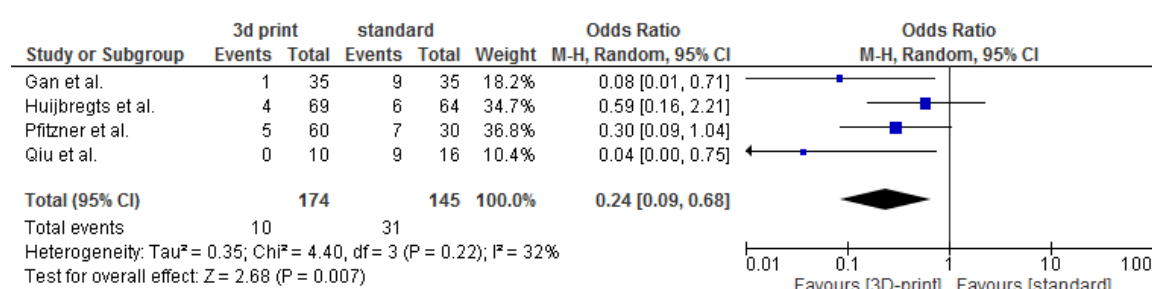 3d print standard Odds Ratio Odds Ratio
Study or Subgroup Events Total Events Total Weight M-H, Random, 95% CI M-H, Random, 95% CI
Gan et al. 1 35 9 35 18.2% 0.08 [0.01, 0.71]
Huijbregts et al. 4 69 6 64 34.7% 0.59 [0.16, 2.21]
Pfitzner et al. 5 60 7 30 36.8% 0.30 [0.09, 1.04]
Qiu et al. 0 10 9 16 10.4% 0.04 [0.00, 0.75]
Total (95% CI) 174 145 100.0% 0.24 [0.09, 0.68]
Total events 10 31
Heterogeneity: Tau² = 0.35; Chi² = 4.40, df = 3 (P = 0.22); I² = 32%
Test for overall effect: Z = 2.68 (P = 0.007)
0.01 0.1 1 10 100
Favours [3D-print] Favours [standard]